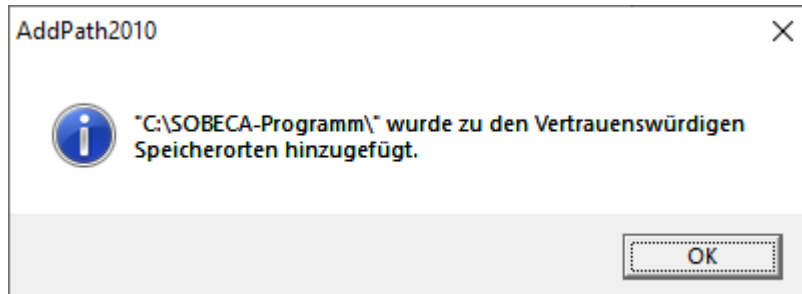 AddPath2010
"C:\SOBECA-Programm\" wurde zu den Vertrauenswürdigen
Speicherorten hinzugefügt.
OK